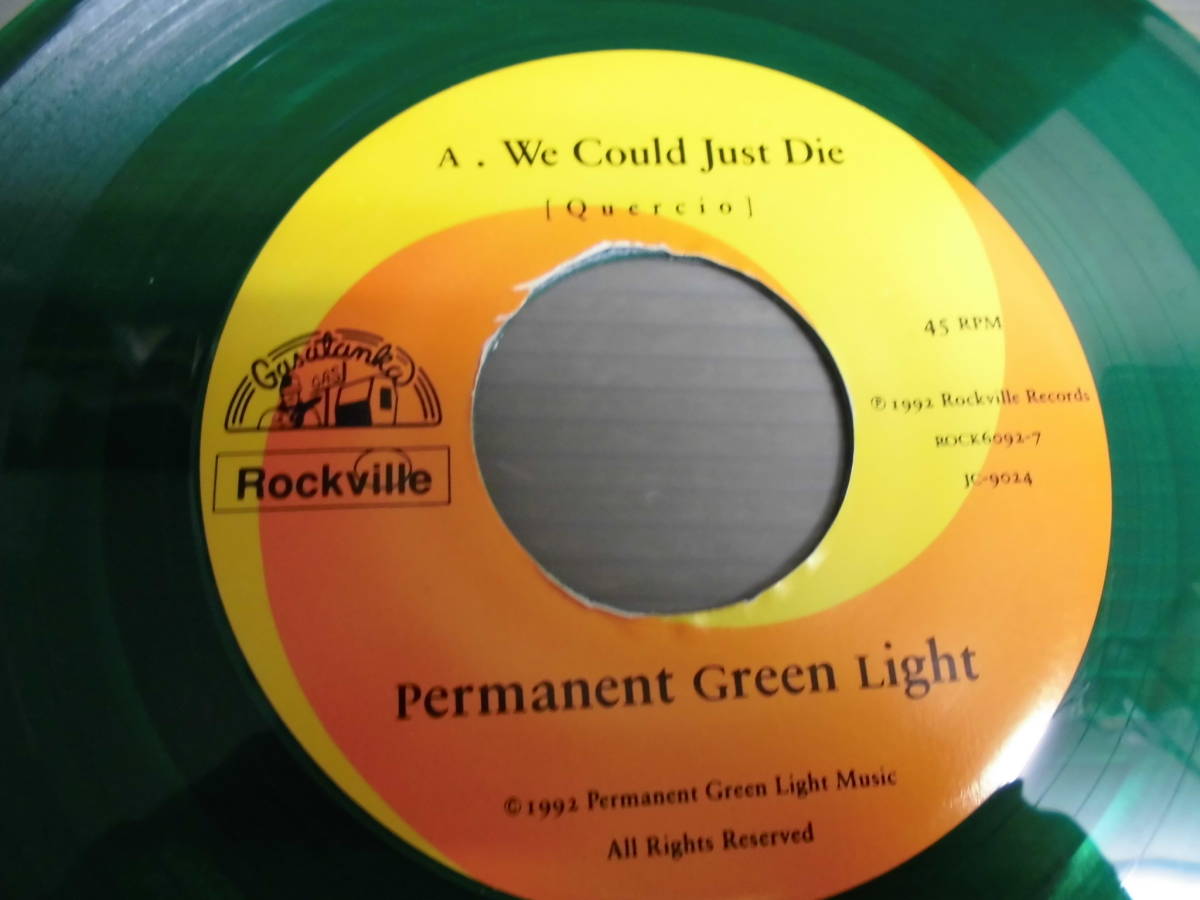 A . We Could Just Die
[ Quercio ]
45 RPM
Gasatanka
GAS
Rockville
℗ 1992 Rockville Records
ROCK6092-7
JC-9024
Permanent Green Light
© 1992 Permanent Green Light Music
All Rights Reserved